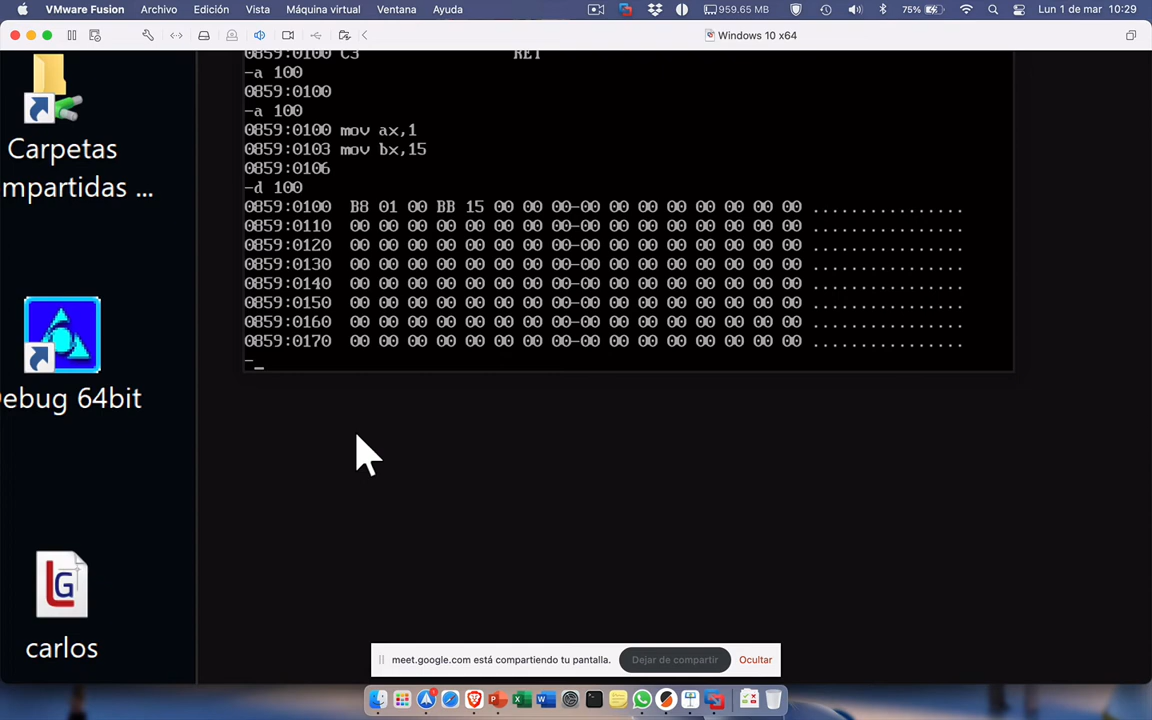 VMware Fusion Archivo Edición Vista Máquina virtual Ventana Ayuda 959.65 MB 75% Lun 1 de mar 10:29
Windows 10 x64
0859:0100 C3 RET
-a 100
0859:0100
-a 100
0859:0100 mov ax,1
0859:0103 mov bx,15
0859:0106
-d 100
0859:0100 B8 01 00 BB 15 00 00 00-00 00 00 00 00 00 00 00 ................
0859:0110 00 00 00 00 00 00 00 00-00 00 00 00 00 00 00 00 ................
0859:0120 00 00 00 00 00 00 00 00-00 00 00 00 00 00 00 00 ................
0859:0130 00 00 00 00 00 00 00 00-00 00 00 00 00 00 00 00 ................
0859:0140 00 00 00 00 00 00 00 00-00 00 00 00 00 00 00 00 ................
0859:0150 00 00 00 00 00 00 00 00-00 00 00 00 00 00 00 00 ................
0859:0160 00 00 00 00 00 00 00 00-00 00 00 00 00 00 00 00 ................
0859:0170 00 00 00 00 00 00 00 00-00 00 00 00 00 00 00 00 ................
-_
Carpetas
mpartidas ...
ebug 64bit
LG
carlos
meet.google.com está compartiendo tu pantalla. Dejar de compartir Ocultar